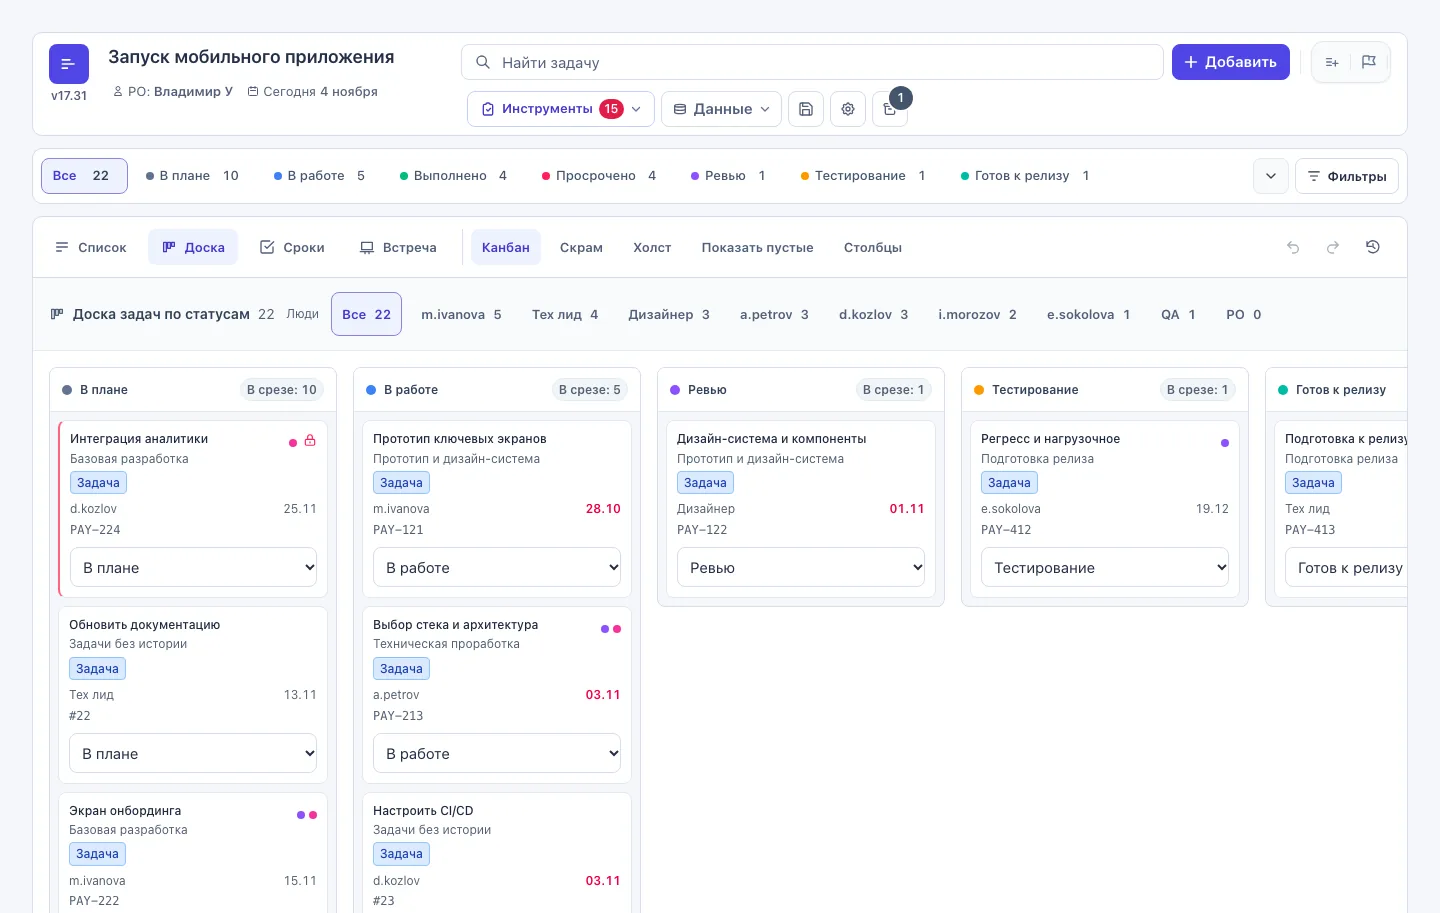 Запуск мобильного приложения
v17.31
PO: Владимир У
Сегодня 4 ноября
Найти задачу
Добавить
Инструменты 15
Данные
1
Все 22
В плане 10
В работе 5
Выполнено 4
Просрочено 4
Ревью 1
Тестирование 1
Готов к релизу 1
Фильтры
Список
Доска
Сроки
Встреча
Канбан
Скрам
Холст
Показать пустые
Столбцы
Доска задач по статусам 22
Люди
Все 22
m.ivanova 5
Тех лид 4
Дизайнер 3
a.petrov 3
d.kozlov 3
i.morozov 2
e.sokolova 1
QA 1
PO 0
В плане
В срезе: 10
Интеграция аналитики
Базовая разработка
Задача
d.kozlov 25.11
PAY-224
В плане
Обновить документацию
Задачи без истории
Задача
Тех лид 13.11
#22
В плане
Экран онбординга
Базовая разработка
Задача
m.ivanova 15.11
PAY-222
В работе
В срезе: 5
Прототип ключевых экранов
Прототип и дизайн-система
Задача
m.ivanova 28.10
PAY-121
В работе
Выбор стека и архитектура
Техническая проработка
Задача
a.petrov 03.11
PAY-213
В работе
Настроить CI/CD
Задачи без истории
Задача
d.kozlov 03.11
#23
Ревью
В срезе: 1
Дизайн-система и компоненты
Прототип и дизайн-система
Задача
Дизайнер 01.11
PAY-122
Ревью
Тестирование
В срезе: 1
Регресс и нагрузочное
Подготовка релиза
Задача
e.sokolova 19.12
PAY-412
Тестирование
Готов к релизу
Подготовка к релизу
Подготовка релиза
Задача
Тех лид
PAY-413
Готов к релизу